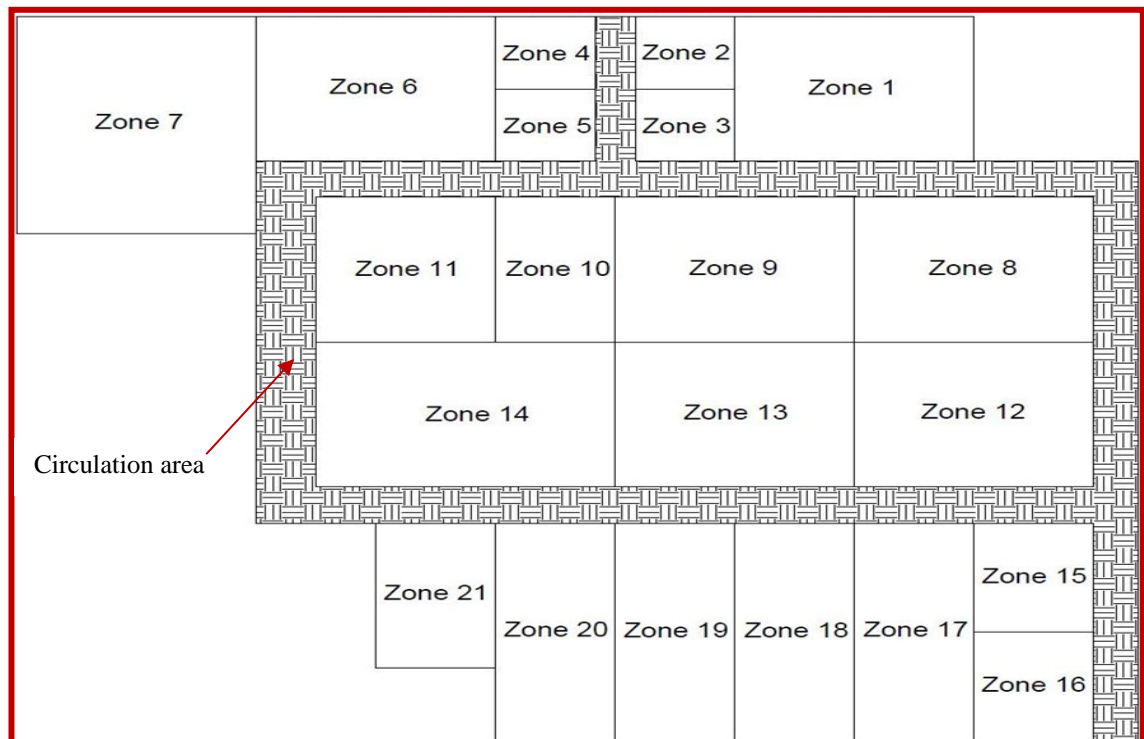 Zone 4
Zone 2
Zone 6
Zone 1
Zone 7
Zone 5
Zone 3
Zone 11
Zone 10
Zone 9
Zone 8
Zone 14
Zone 13
Zone 12
Circulation area
Zone 21
Zone 15
Zone 20
Zone 19
Zone 18
Zone 17
Zone 16